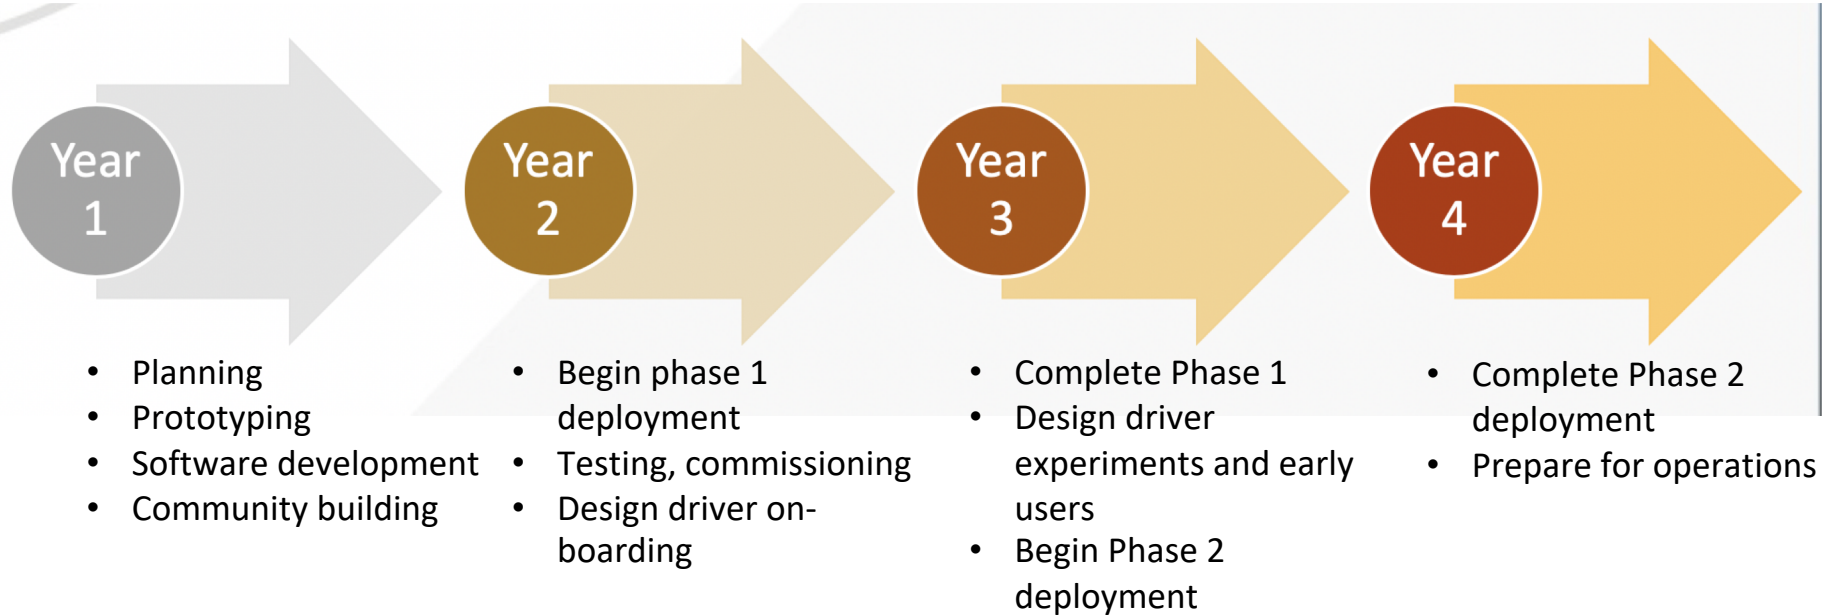 Year
1
Year
2
Year
3
Year
4
• Planning
• Prototyping
• Software development
• Community building
• Begin phase 1
deployment
• Testing, commissioning
• Design driver on-
boarding
• Complete Phase 1
• Design driver
experiments and early
users
• Begin Phase 2
deployment
• Complete Phase 2
deployment
• Prepare for operations